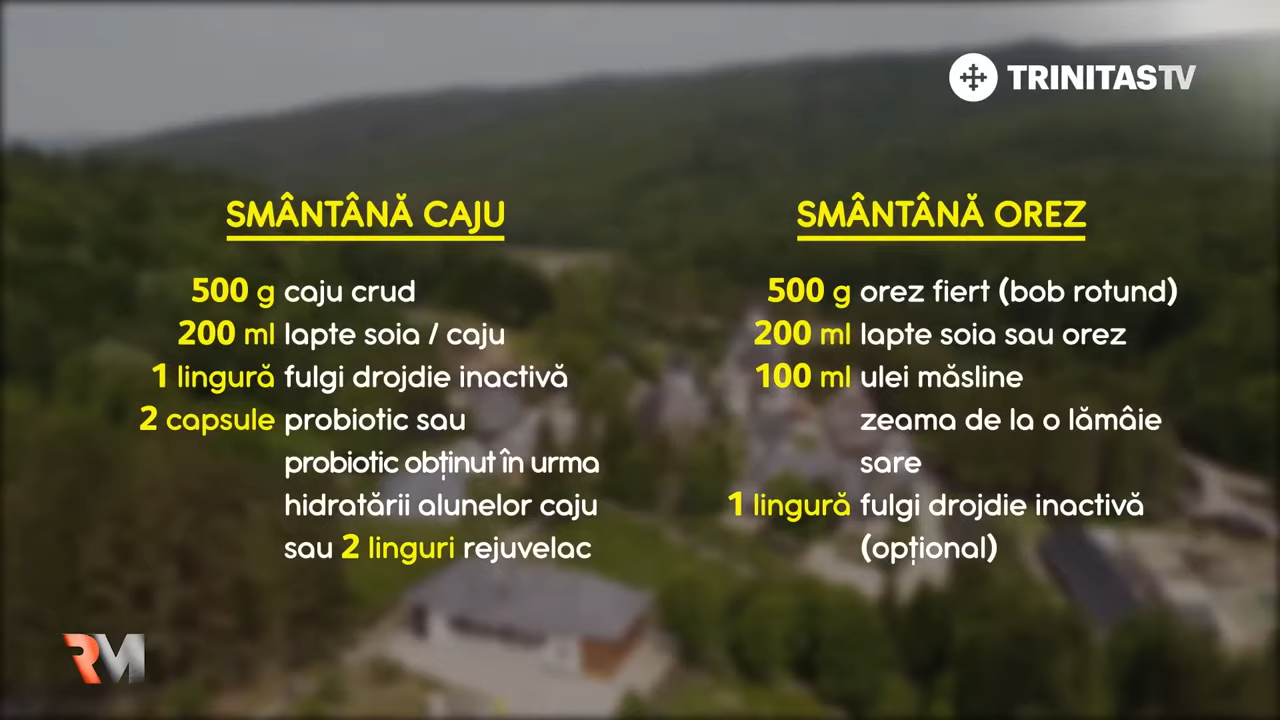 TRINITASTV
SMÂNTÂNĂ CAJU
500 g caju crud
200 ml lapte soia / caju
1 lingură fulgi drojdie inactivă
2 capsule probiotic sau
probiotic obținut în urma
hidratării alunelor caju
sau 2 linguri rejuvelac
SMÂNTÂNĂ OREZ
500 g orez fiert (bob rotund)
200 ml lapte soia sau orez
100 ml ulei măsline
zeama de la o lămâie
sare
1 lingură fulgi drojdie inactivă
(opțional)
RM